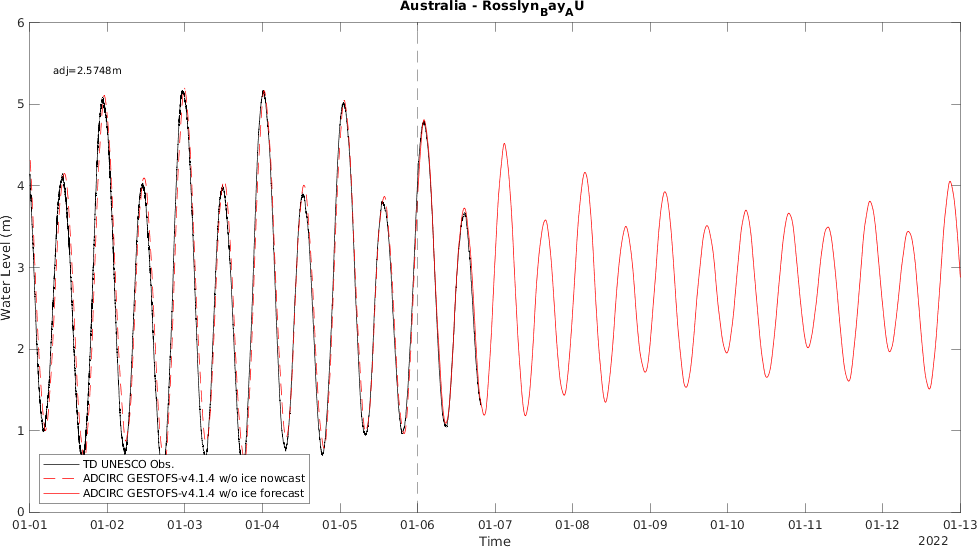 Australia - Rosslyn_Bay_AU
6
adj=2.5748m
5
4
3
2
1
0
Water Level (m)
TD UNESCO Obs.
ADCIRC GESTOFS-v4.1.4 w/o ice nowcast
ADCIRC GESTOFS-v4.1.4 w/o ice forecast
01-01 01-02 01-03 01-04 01-05 01-06 01-07 01-08 01-09 01-10 01-11 01-12 01-13
Time
2022